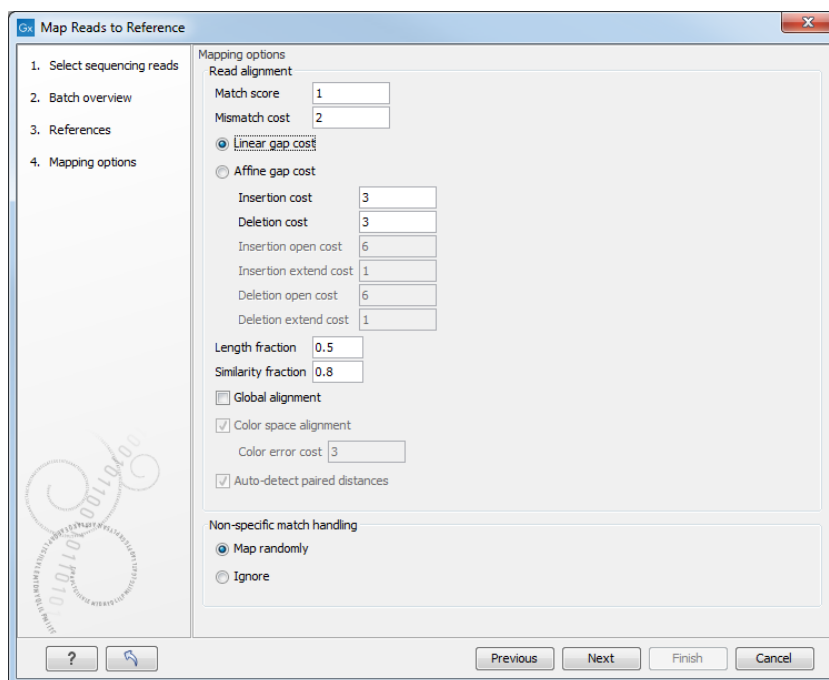 Gx Map Reads to Reference
1. Select sequencing reads
2. Batch overview
3. References
4. Mapping options
Mapping options
Read alignment
Match score 1
Mismatch cost 2
Linear gap cost
Affine gap cost
Insertion cost 3
Deletion cost 3
Insertion open cost 6
Insertion extend cost 1
Deletion open cost 6
Deletion extend cost 1
Length fraction 0.5
Similarity fraction 0.8
Global alignment
Color space alignment
Color error cost 3
Auto-detect paired distances
Non-specific match handling
Map randomly
Ignore
? Previous Next Finish Cancel